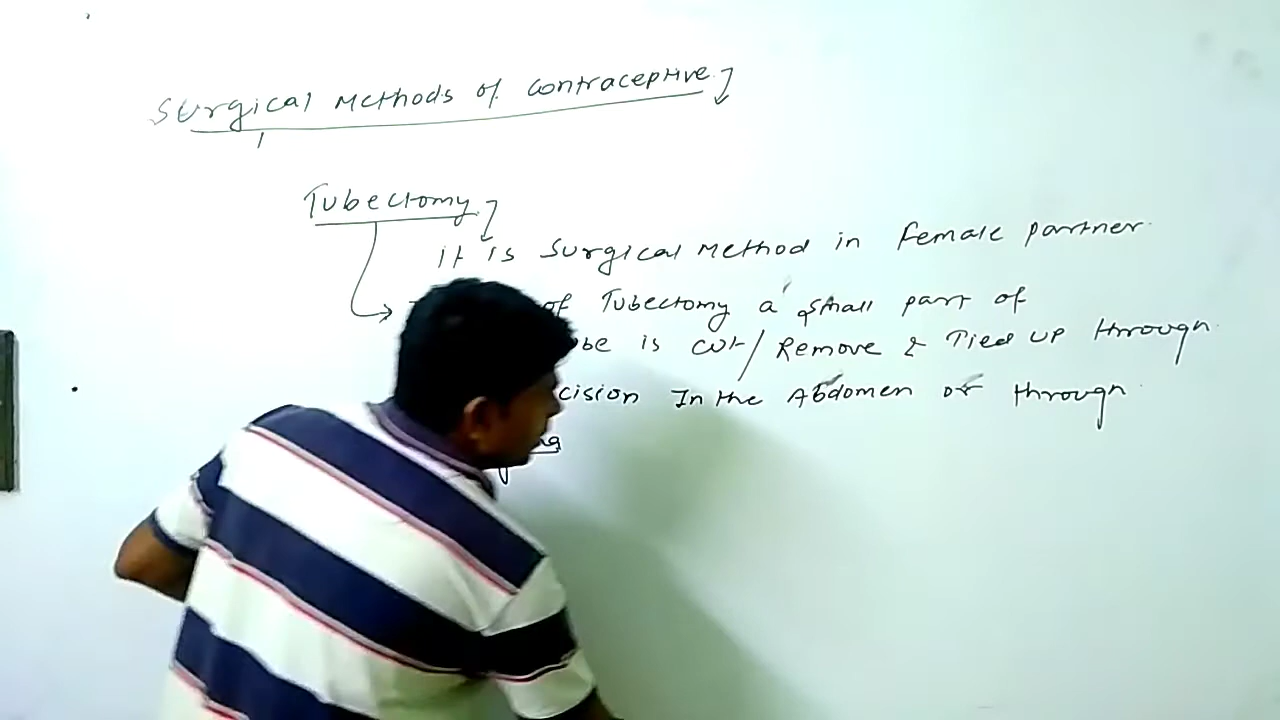 Surgical Methods of Contraceptive
Tubectomy
it is Surgical Method in Female partner.
of Tubectomy a small part of
be is cut/Remove & Tied up through
cision In the Abdomen or through